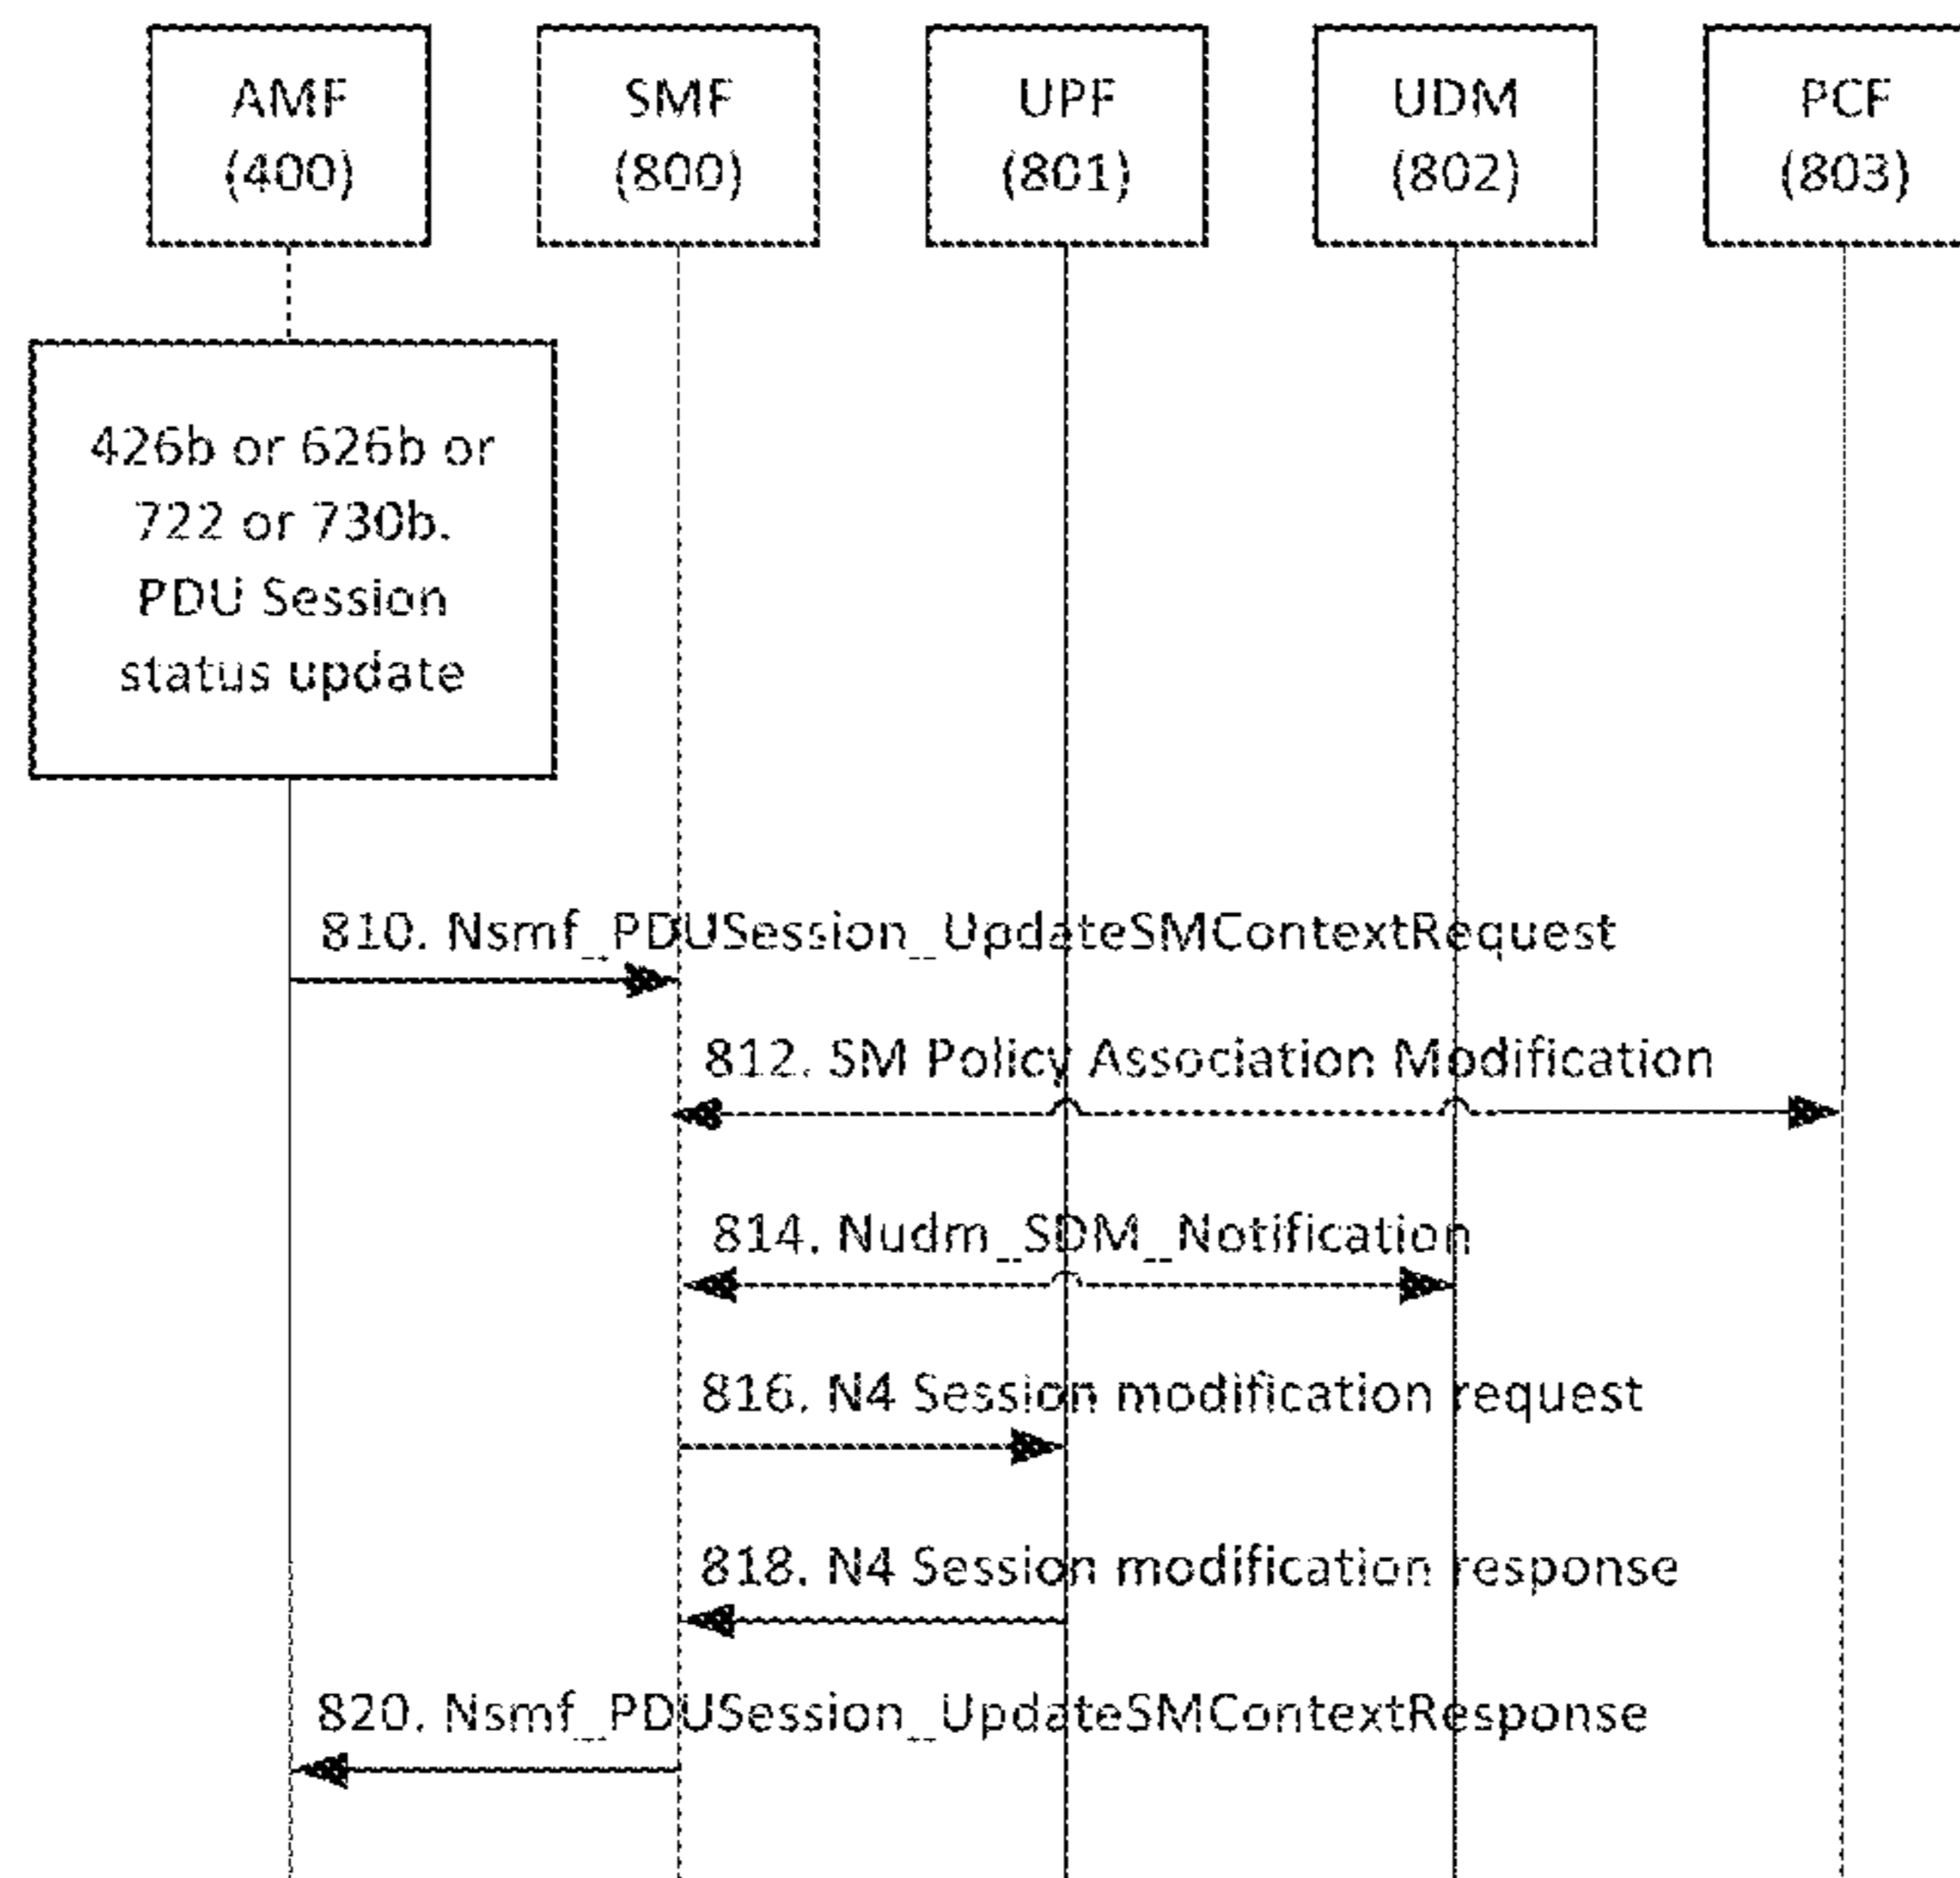 AMF
(400)
SMF
(800)
UPF
(801)
UDM
(802)
PCF
(803)
426b or 626b or
722 or 730b.
PDU Session
status update
810. Nsmf_PDUSession_UpdateSMContextRequest
812. SM Policy Association Modification
814. Nudm_SDM_Notification
816. N4 Session modification request
818. N4 Session modification response
820. Nsmf_PDUSession_UpdateSMContextResponse